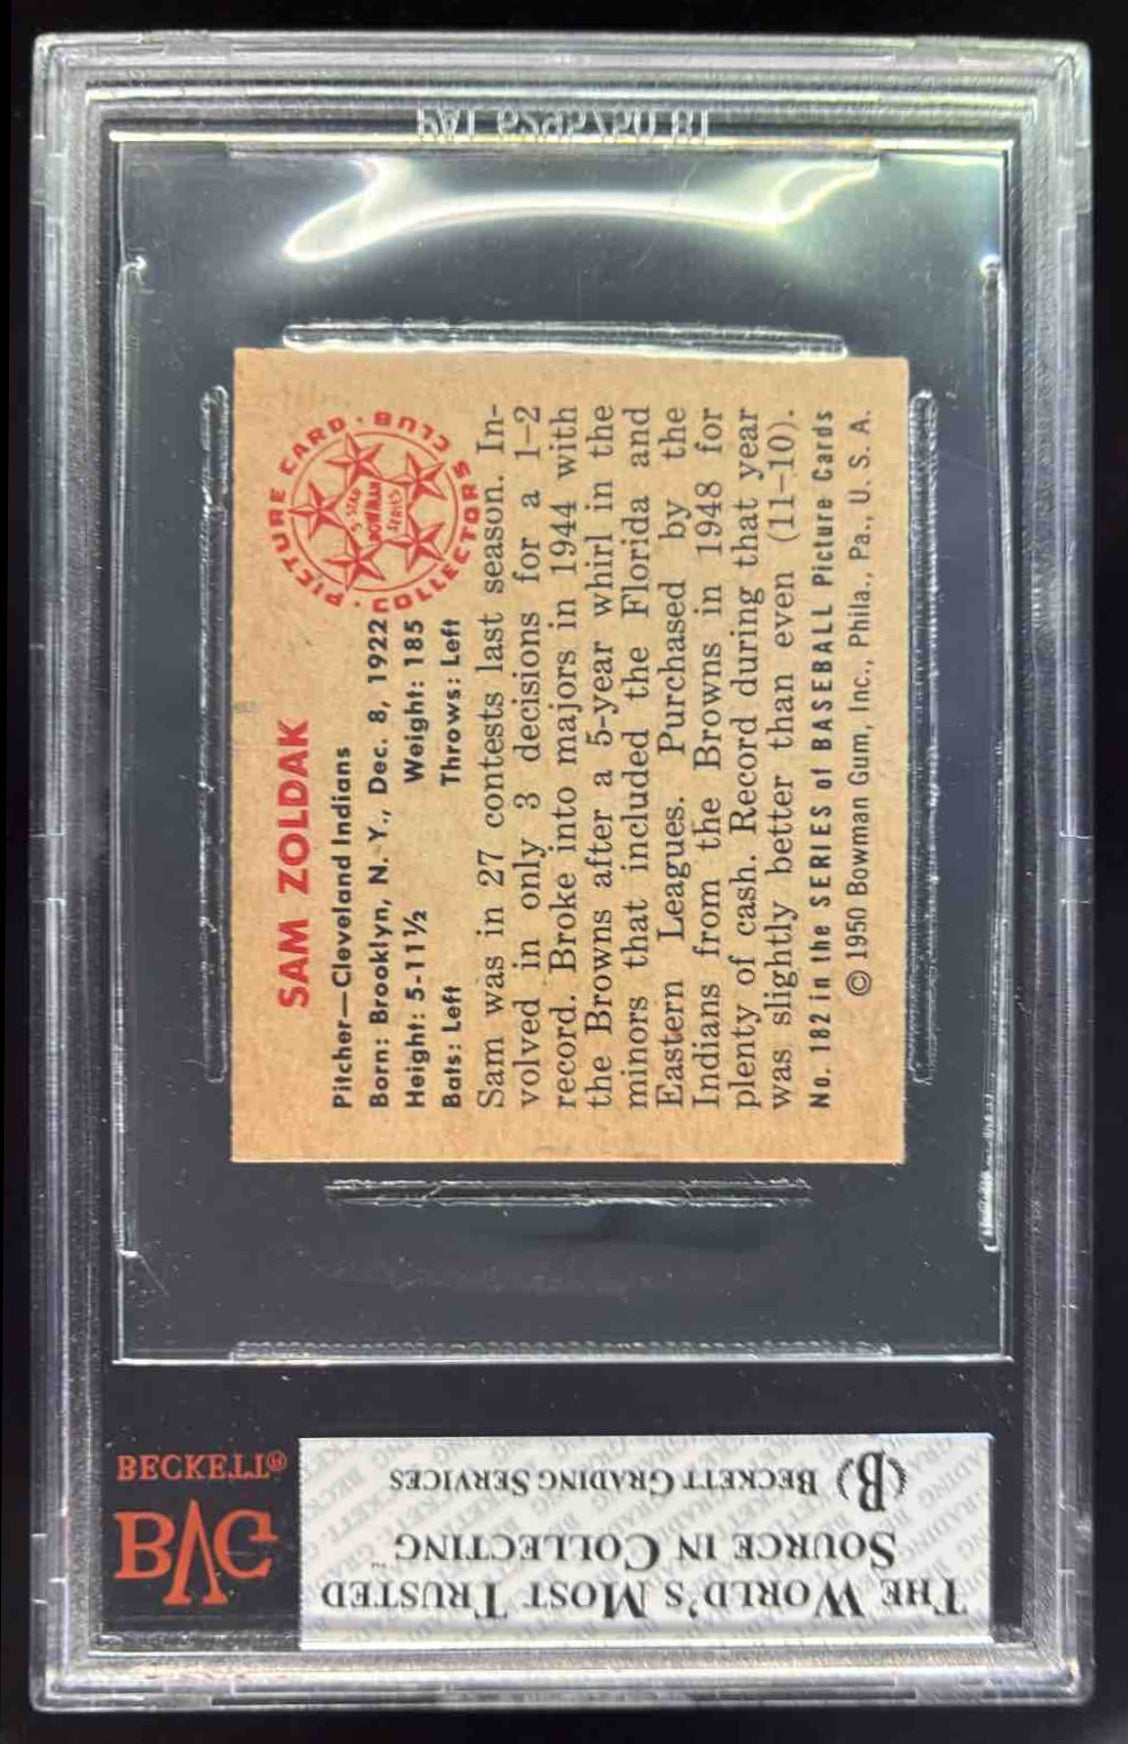 PAT 6295750 B1
SAM ZOLDAK
Pitcher—Cleveland Indians
Born: Brooklyn, N. Y., Dec. 8, 1922
Height: 5-11½ Weight: 185
Bats: Left Throws: Left
PICTURE CARD · COLLECTOR'S CLUB ·
5 STAR
BOWMAN
SERIES
Sam was in 27 contests last season. In-
volved in only 3 decisions for a 1–2
record. Broke into majors in 1944 with
the Browns after a 5-year whirl in the
minors that included the Florida and
Eastern Leagues. Purchased by the
Indians from the Browns in 1948 for
plenty of cash. Record during that year
was slightly better than even (11–10).
No. 182 in the SERIES of BASEBALL Picture Cards
© 1950 Bowman Gum, Inc., Phila., Pa., U. S. A.
THE WORLD'S MOST TRUSTED
SOURCE IN COLLECTING™
(B) BECKETT GRADING SERVICES
BVG
BECKETT®